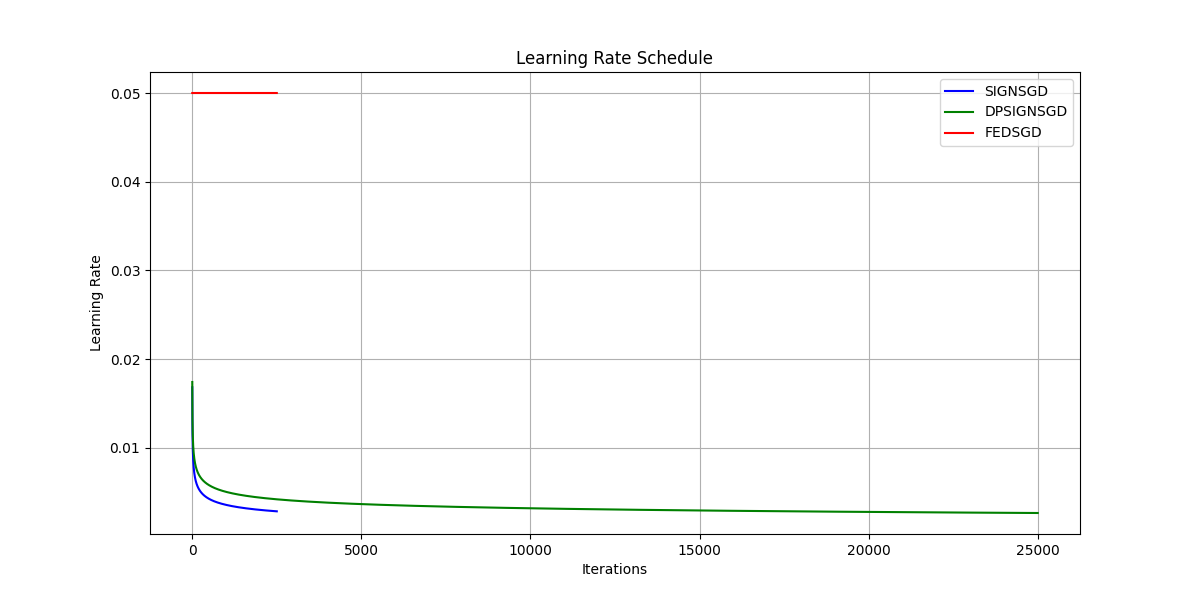 Learning Rate Schedule
0.05
0.04
0.03
0.02
0.01
Learning Rate
SIGNSGD
DPSIGNSGD
FEDSGD
0
5000
10000
15000
20000
25000
Iterations